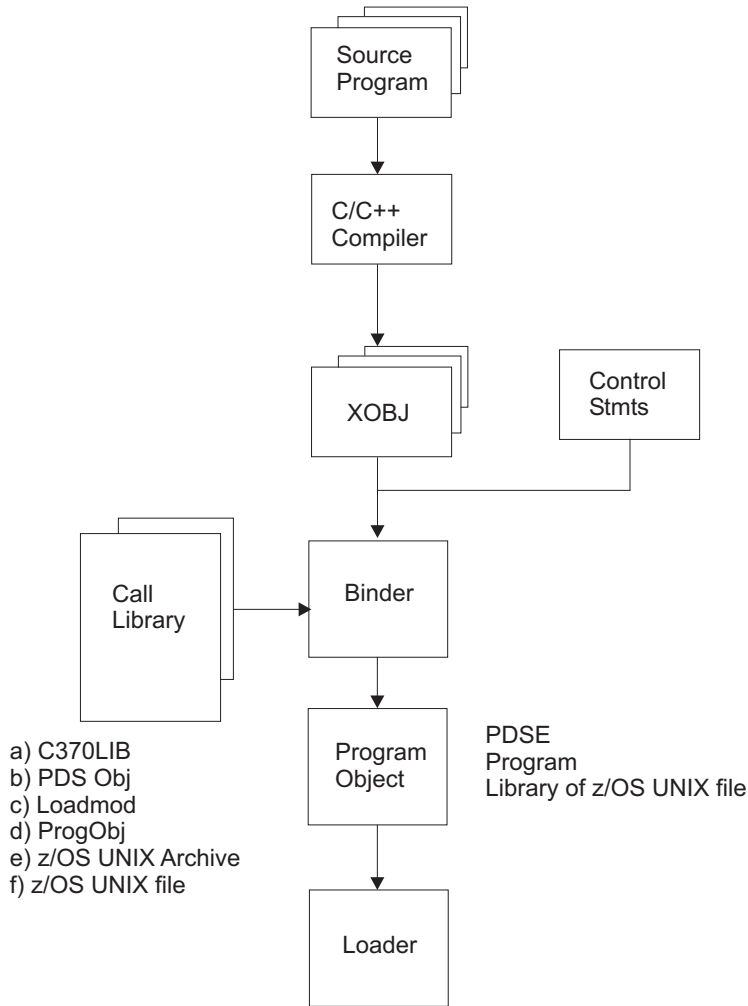 Source
Program
C/C++
Compiler
XOBJ
Control
Stmts
Call
Library
Binder
a) C370LIB
b) PDS Obj
c) Loadmod
d) ProgObj
e) z/OS UNIX Archive
f) z/OS UNIX file
Program
Object
PDSE
Program
Library of z/OS UNIX file
Loader